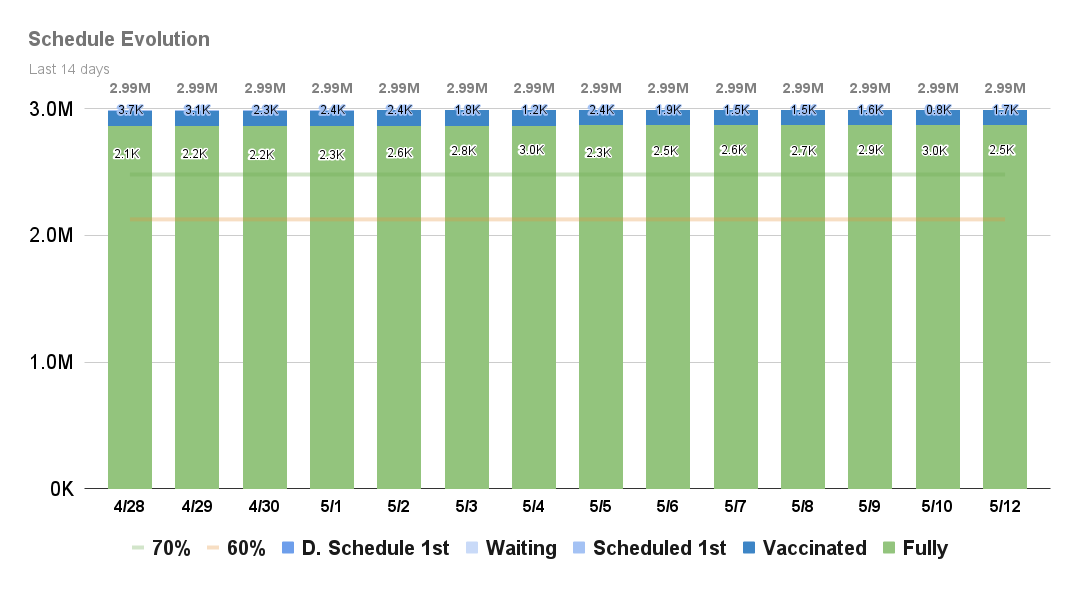 Schedule Evolution
Last 14 days
2.99M 2.99M 2.99M 2.99M 2.99M 2.99M 2.99M 2.99M 2.99M 2.99M 2.99M 2.99M 2.99M 2.99M
3.0M
3.7K 3.1K 2.3K 2.4K 2.4K 1.8K 1.2K 2.4K 1.9K 1.5K 1.5K 1.6K 0.8K 1.7K
2.1K 2.2K 2.2K 2.3K 2.6K 2.8K 3.0K 2.3K 2.5K 2.6K 2.7K 2.9K 3.0K 2.5K
2.0M
1.0M
0K
4/28 4/29 4/30 5/1 5/2 5/3 5/4 5/5 5/6 5/7 5/8 5/9 5/10 5/12
70% 60% D. Schedule 1st Waiting Scheduled 1st Vaccinated Fully